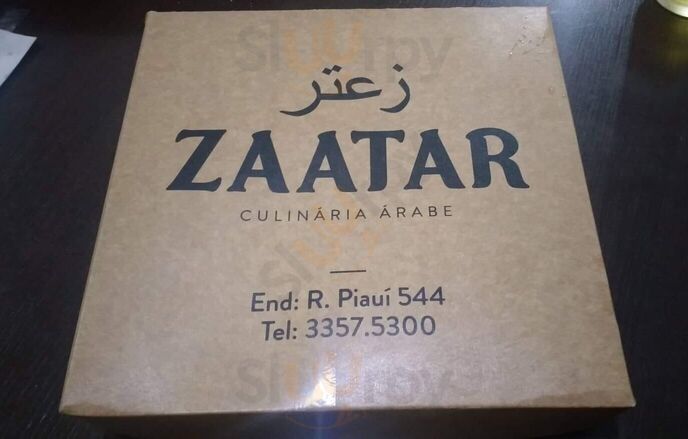 زعتر
ZAATAR
CULINÁRIA ÁRABE
End: R. Piauí 544
Tel: 3357.5300